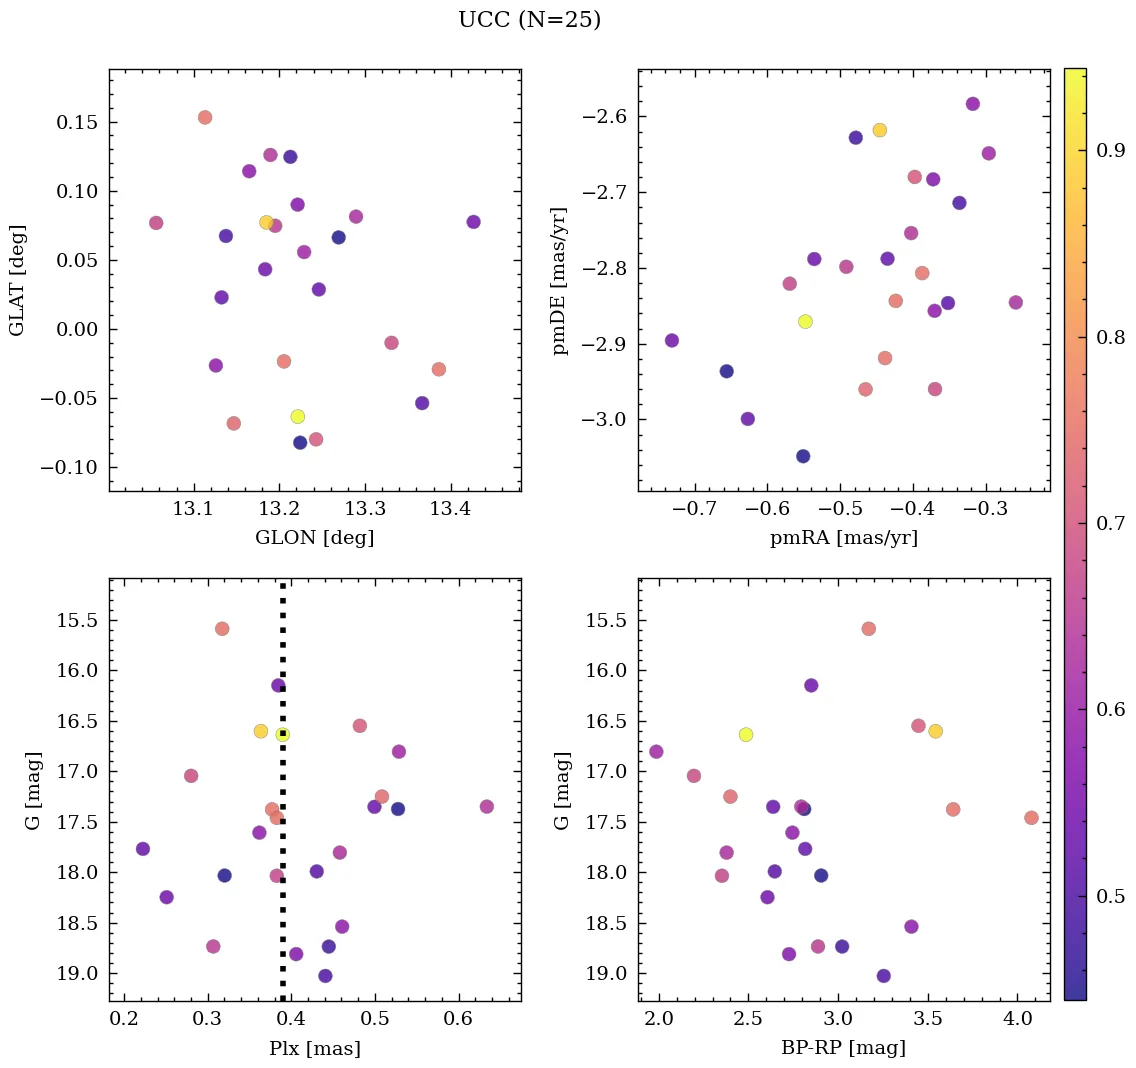 UCC (N=25)
0.15
0.10
0.05
0.00
−0.05
−0.10
GLAT [deg]
13.1 13.2 13.3 13.4
GLON [deg]
−2.6
−2.7
−2.8
−2.9
−3.0
pmDE [mas/yr]
−0.7 −0.6 −0.5 −0.4 −0.3
pmRA [mas/yr]
15.5
16.0
16.5
17.0
17.5
18.0
18.5
19.0
G [mag]
0.2 0.3 0.4 0.5 0.6
Plx [mas]
15.5
16.0
16.5
17.0
17.5
18.0
18.5
19.0
G [mag]
2.0 2.5 3.0 3.5 4.0
BP-RP [mag]
0.9
0.8
0.7
0.6
0.5